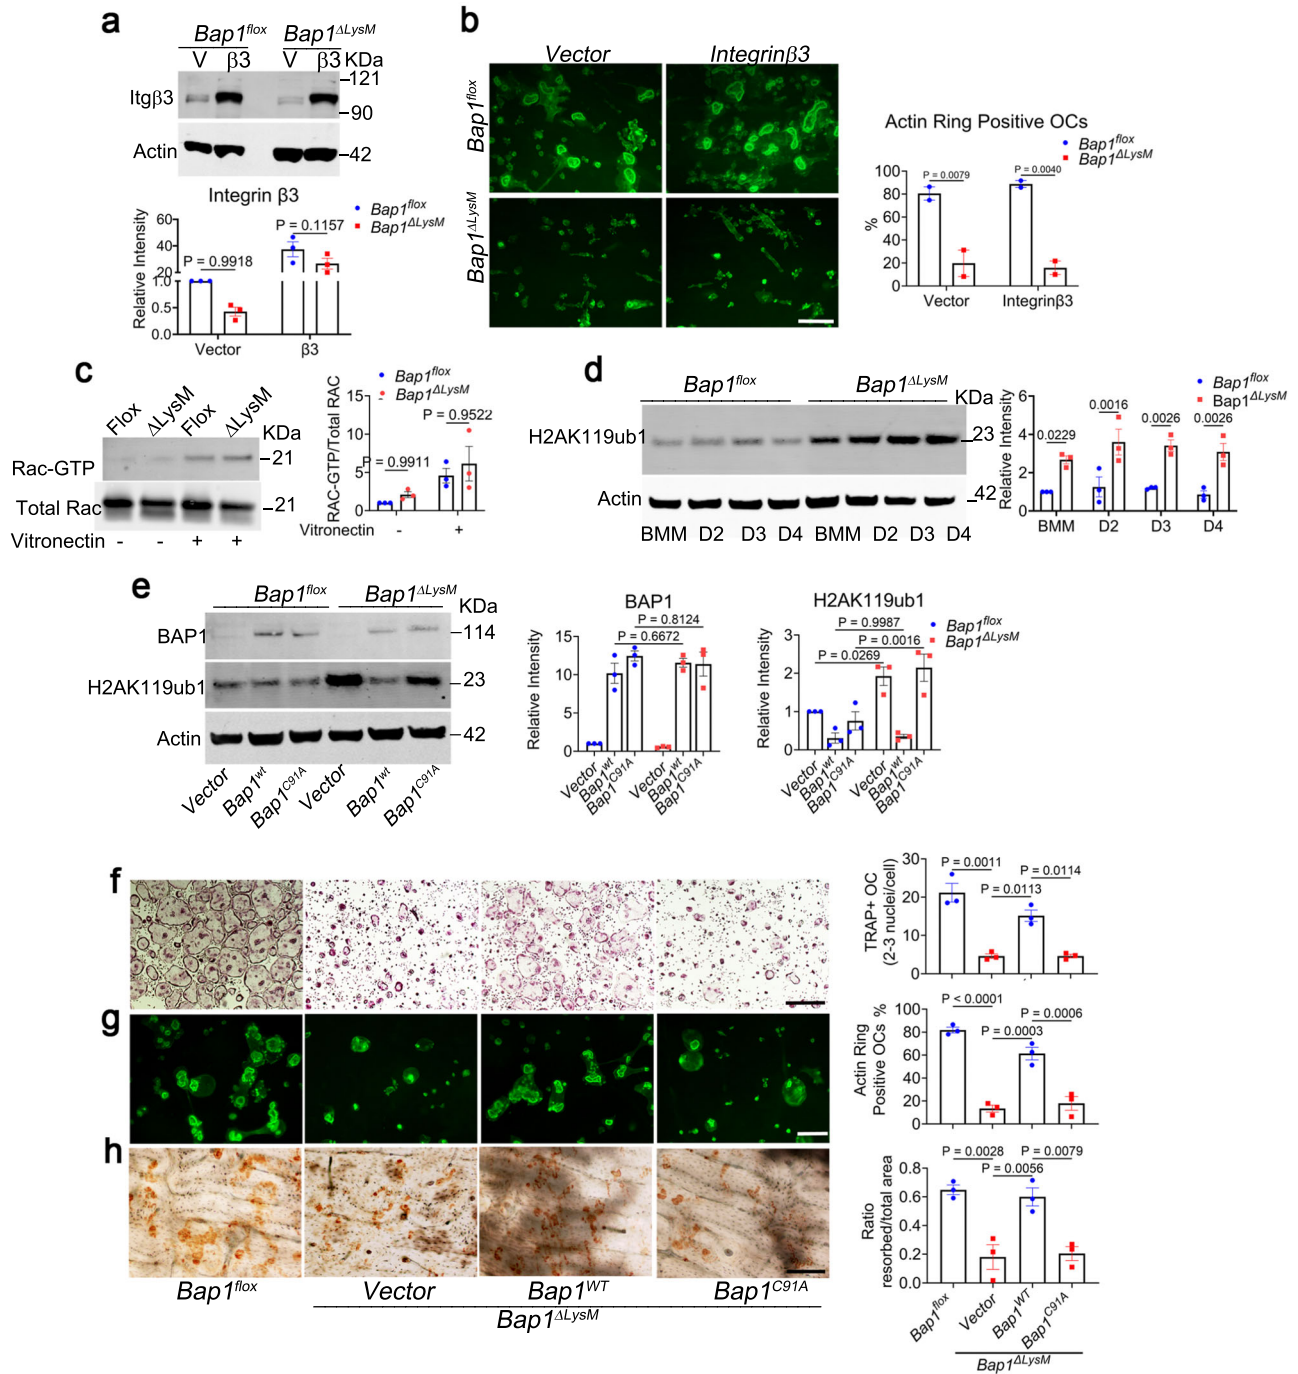 a
Bap1flox Bap1ΔLysM
V β3 V β3 KDa
Itgβ3
–121
–90
Actin
–42
Integrin β3
Bap1flox
Bap1ΔLysM
Relative Intensity
60
40
20
1.0
0.5
0.0
P = 0.9918
P = 0.1157
Vector β3
b
Vector Integrinβ3
Bap1flox
Bap1ΔLysM
Actin Ring Positive OCs
Bap1flox
Bap1ΔLysM
%
100
80
60
40
20
0
P = 0.0079
P = 0.0040
Vector Integrinβ3
c
Flox ΔLysM Flox ΔLysM
KDa
Rac-GTP
–21
Total Rac
–21
Vitronectin - - + +
Bap1flox
Bap1ΔLysM
RAC-GTP/Total RAC
15
10
5
0
P = 0.9911
P = 0.9522
Vitronectin - +
d
Bap1flox Bap1ΔLysM
KDa
H2AK119ub1
–23
Actin
–42
BMM D2 D3 D4 BMM D2 D3 D4
Bap1flox
Bap1ΔLysM
Relative Intensity
6
4
2
0
0.0229
0.0016
0.0026
0.0026
BMM D2 D3 D4
e
Bap1flox Bap1ΔLysM
KDa
BAP1
–114
H2AK119ub1
–23
Actin
–42
Vector Bap1wt Bap1C91A Vector Bap1wt Bap1C91A
BAP1
Relative Intensity
15
10
5
0
P = 0.8124
P = 0.6672
Vector Bap1wt Bap1C91A Vector Bap1wt Bap1C91A
H2AK119ub1
Bap1flox
Bap1ΔLysM
Relative Intensity
3
2
1
0
P = 0.9987
P = 0.0016
P = 0.0269
Vector Bap1wt Bap1C91A Vector Bap1wt Bap1C91A
f
TRAP+ OC
(2-3 nuclei/cell)
30
20
10
0
P = 0.0011
P = 0.0114
P = 0.0113
g
Actin Ring
Positive OCs %
100
80
60
40
20
0
P < 0.0001
P = 0.0006
P = 0.0003
h
Ratio
resorbed/total area
0.8
0.6
0.4
0.2
0.0
P = 0.0028
P = 0.0079
P = 0.0056
Bap1flox Vector Bap1WT Bap1C91A
Bap1ΔLysM
Bap1flox Vector Bap1WT Bap1C91A
Bap1ΔLysM